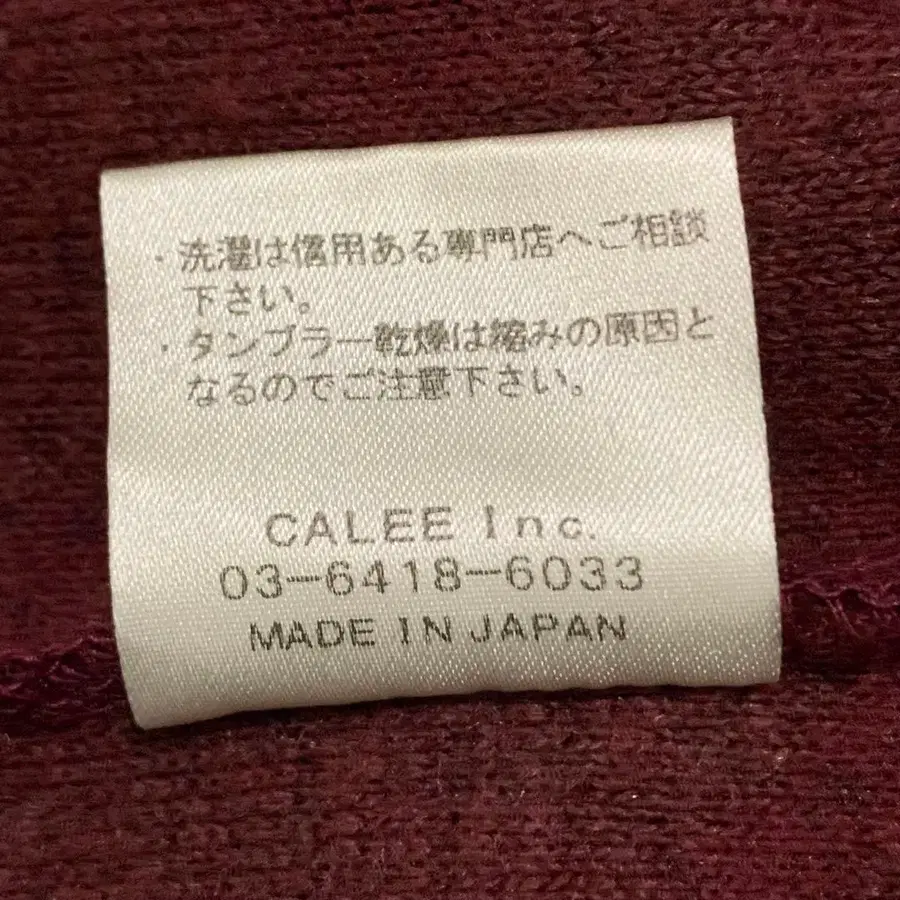 ・洗濯は信用ある専門店へご相談
下さい。
・タンブラー乾燥は縮みの原因と
なるのでご注意下さい。
CALEE Inc.
03-6418-6033
MADE IN JAPAN